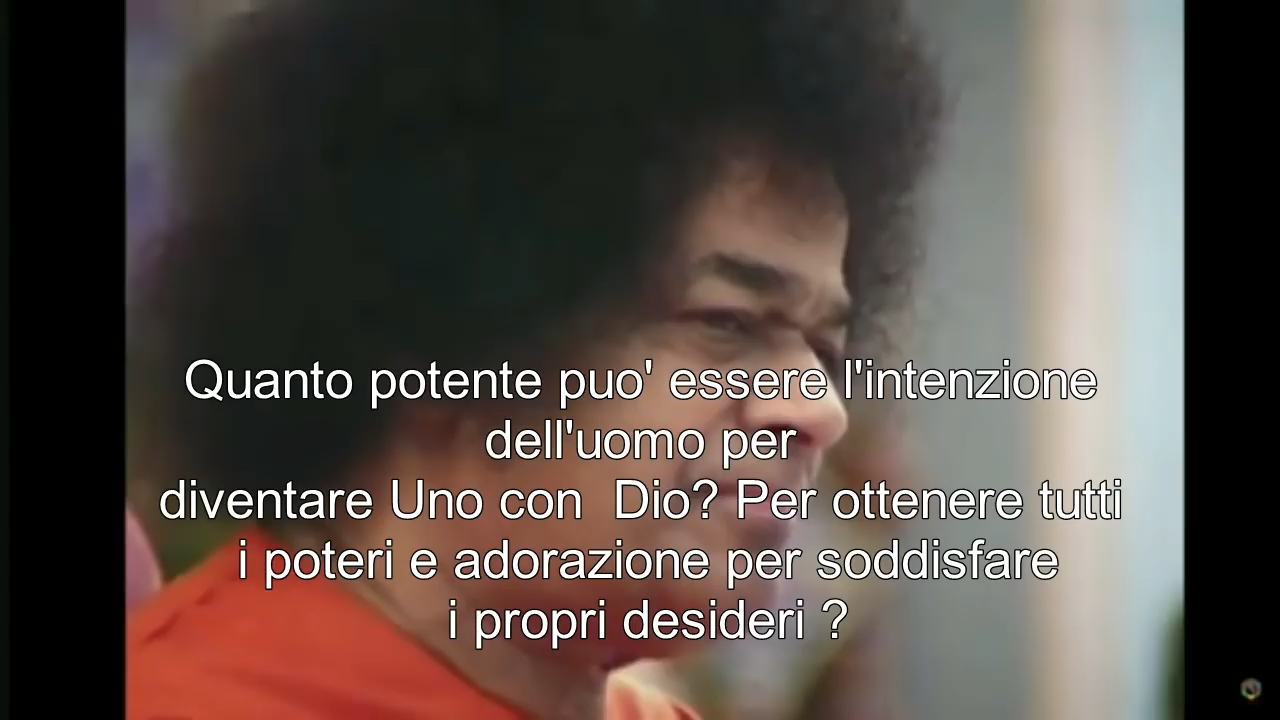 Quanto potente puo' essere l'intenzione
dell'uomo per
diventare Uno con  Dio? Per ottenere tutti
i poteri e adorazione per soddisfare
i propri desideri ?